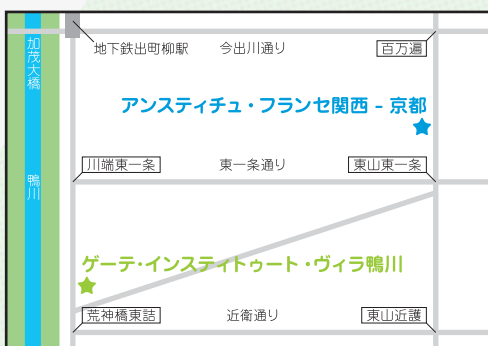 地下鉄出町柳駅 今出川通り 百万遍
加茂大橋
アンスティチュ・フランセ関西 - 京都
川端東一条 東一条通り 東山東一条
鴨川
ゲーテ・インスティトゥート・ヴィラ鴨川
荒神橋東詰 近衛通り 東山近護